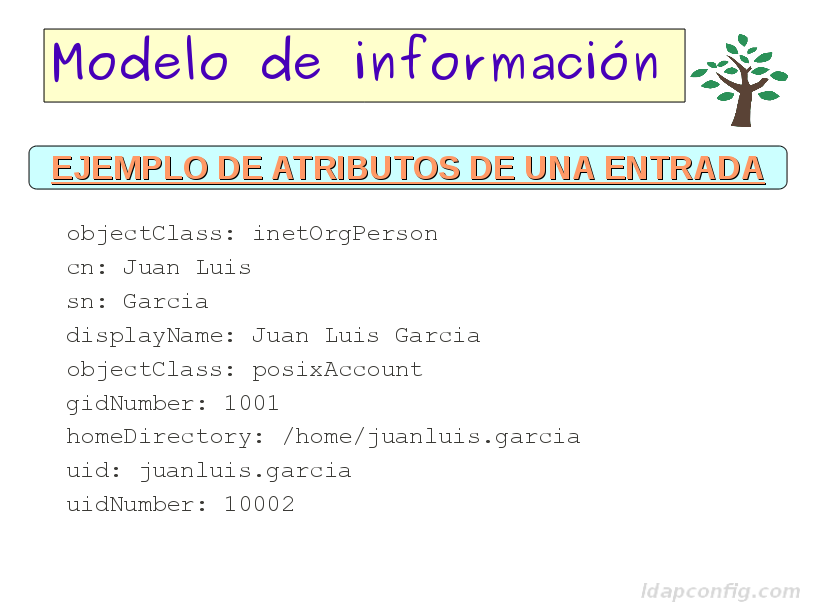 Modelo de información
EJEMPLO DE ATRIBUTOS DE UNA ENTRADA
objectClass: inetOrgPerson
cn: Juan Luis
sn: Garcia
displayName: Juan Luis Garcia
objectClass: posixAccount
gidNumber: 1001
homeDirectory: /home/juanluis.garcia
uid: juanluis.garcia
uidNumber: 10002
ldapconfig.com